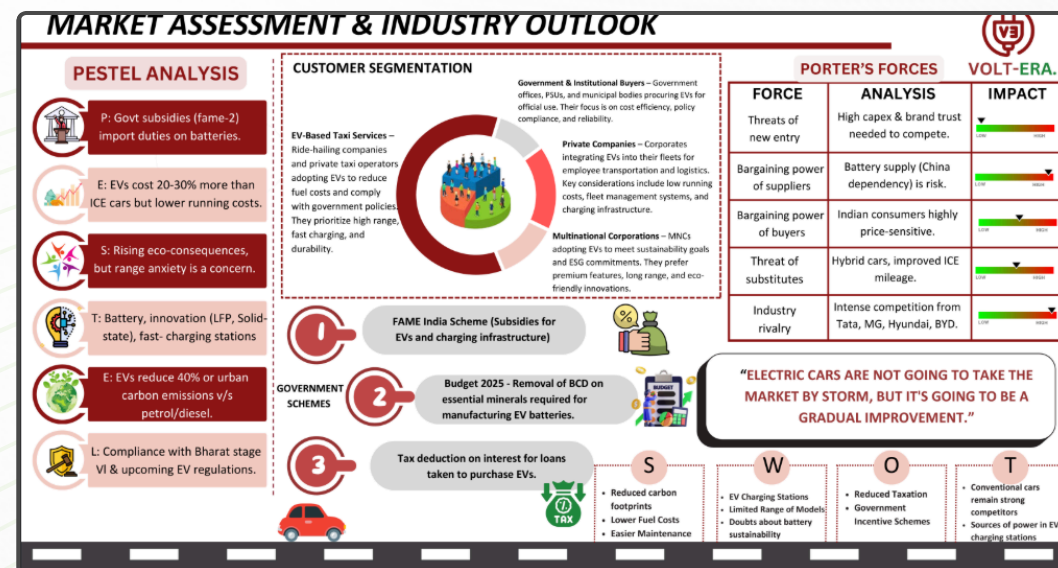 MARKET ASSESSMENT & INDUSTRY OUTLOOK
VE
VOLT-ERA.
PESTEL ANALYSIS
P: Govt subsidies (fame-2)
import duties on batteries.
E: EVs cost 20-30% more than
ICE cars but lower running costs.
S: Rising eco-consequences,
but range anxiety is a concern.
T: Battery, innovation (LFP, Solid-
state), fast- charging stations
E: EVs reduce 40% or urban
carbon emissions v/s
petrol/diesel.
L: Compliance with Bharat stage
VI & upcoming EV regulations.
CUSTOMER SEGMENTATION
Government & Institutional Buyers – Government
offices, PSUs, and municipal bodies procuring EVs for
official use. Their focus is on cost efficiency, policy
compliance, and reliability.
EV-Based Taxi Services –
Ride-hailing companies
and private taxi operators
adopting EVs to reduce
fuel costs and comply
with government policies.
They prioritize high range,
fast charging, and
durability.
Private Companies – Corporates
integrating EVs into their fleets for
employee transportation and logistics.
Key considerations include low running
costs, fleet management systems, and
charging infrastructure.
Multinational Corporations – MNCs
adopting EVs to meet sustainability goals
and ESG commitments. They prefer
premium features, long range, and eco-
friendly innovations.
GOVERNMENT
SCHEMES
1
FAME India Scheme (Subsidies for
EVs and charging infrastructure)
%
2
Budget 2025 - Removal of BCD on
essential minerals required for
manufacturing EV batteries.
BUDGET
3
Tax deduction on interest for loans
taken to purchase EVs.
TAX
PORTER'S FORCES
FORCE ANALYSIS IMPACT
Threats of
new entry
High capex & brand trust
needed to compete.
LOW HIGH
Bargaining power
of suppliers
Battery supply (China
dependency) is risk.
LOW HIGH
Bargaining power
of buyers
Indian consumers highly
price-sensitive.
LOW HIGH
Threat of
substitutes
Hybrid cars, improved ICE
mileage.
LOW HIGH
Industry
rivalry
Intense competition from
Tata, MG, Hyundai, BYD.
LOW HIGH
“ELECTRIC CARS ARE NOT GOING TO TAKE THE
MARKET BY STORM, BUT IT'S GOING TO BE A
GRADUAL IMPROVEMENT.”
S
• Reduced carbon
footprints
• Lower Fuel Costs
• Easier Maintenance
W
• EV Charging Stations
• Limited Range of Models
• Doubts about battery
sustainability
O
• Reduced Taxation
• Government
Incentive Schemes
T
• Conventional cars
remain strong
competitors
• Sources of power in EV
charging stations